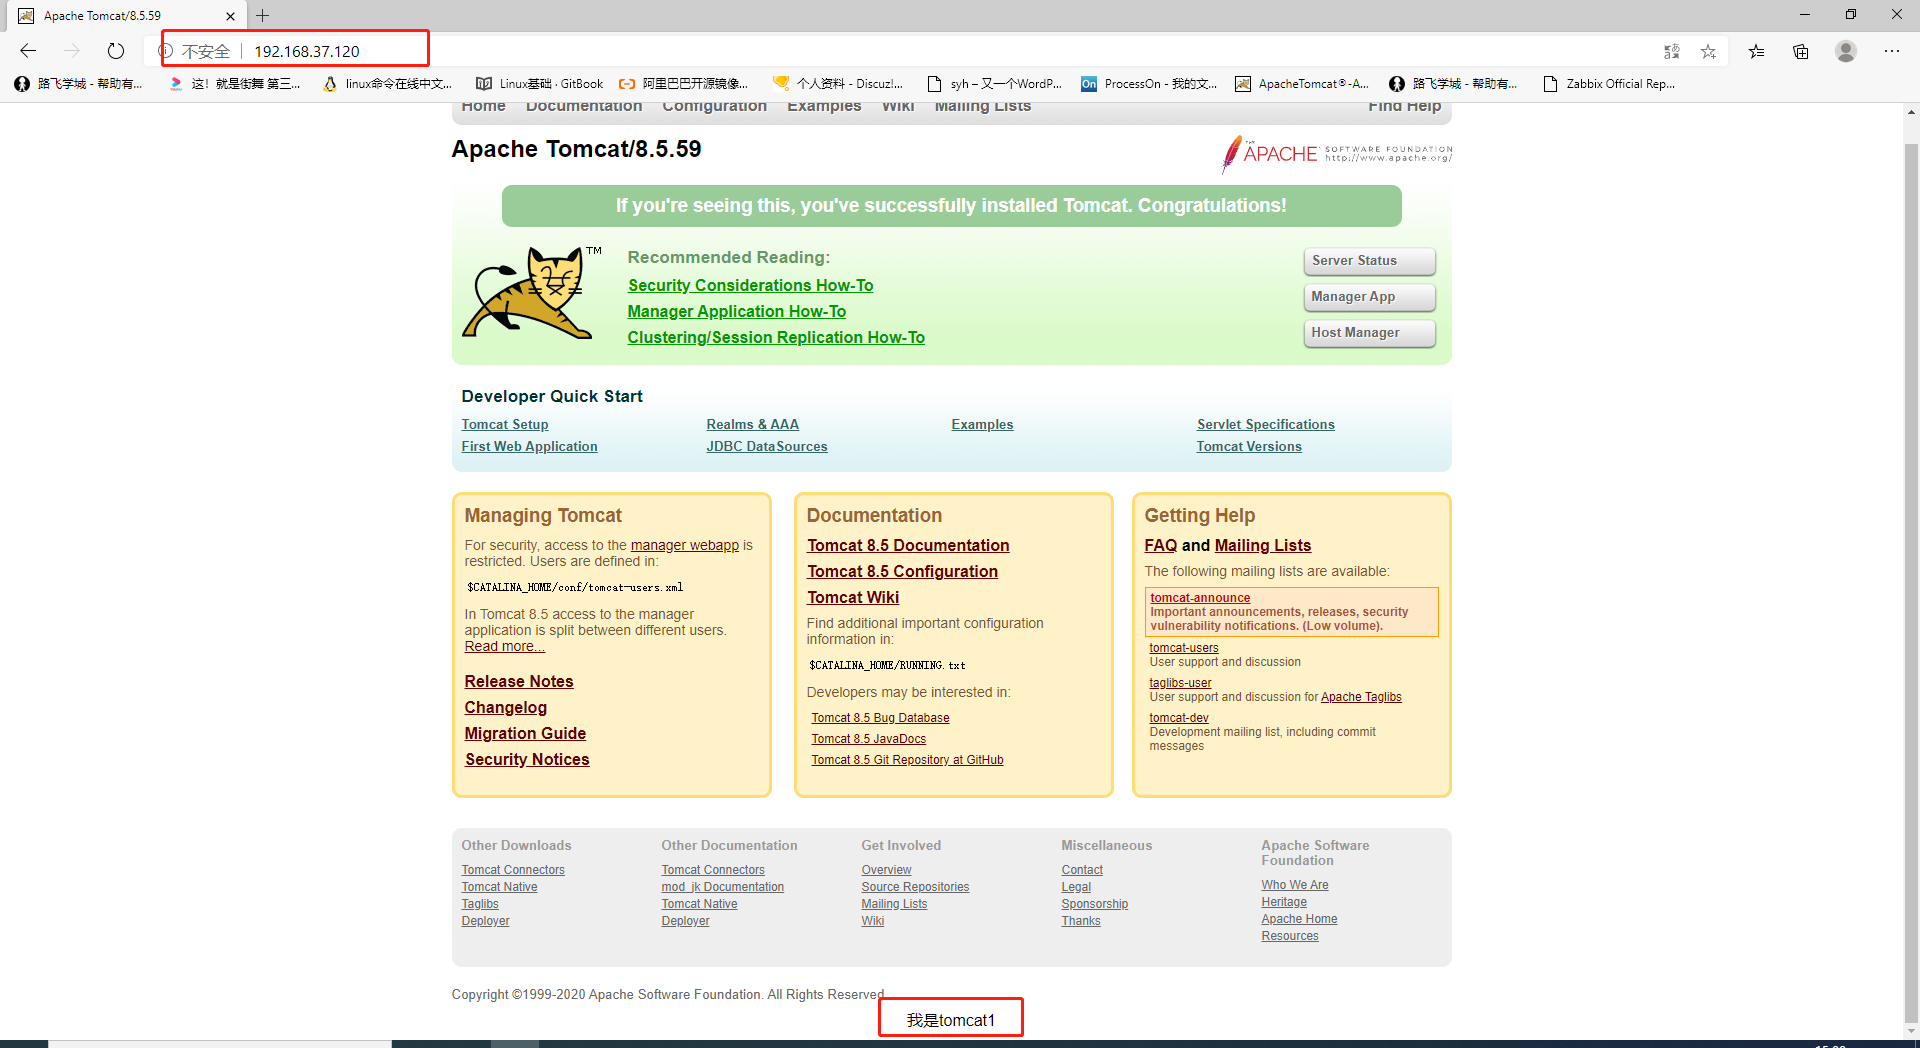 Apache Tomcat/8.5.59
不安全 192.168.37.120
路飞学城 - 帮助有... 这！就是街舞 第三... linux命令在线中文... Linux基础 · GitBook 阿里巴巴开源镜像... 个人资料 - Discuz!... syh – 又一个WordP... On ProcessOn - 我的文... ApacheTomcat®-A... 路飞学城 - 帮助有... Zabbix Official Rep...
Home Documentation Configuration Examples Wiki Mailing Lists Find Help
Apache Tomcat/8.5.59
THE APACHE SOFTWARE FOUNDATION
http://www.apache.org/
If you're seeing this, you've successfully installed Tomcat. Congratulations!
TM
Recommended Reading:
Security Considerations How-To
Manager Application How-To
Clustering/Session Replication How-To
Server Status
Manager App
Host Manager
Developer Quick Start
Tomcat Setup
First Web Application
Realms & AAA
JDBC DataSources
Examples
Servlet Specifications
Tomcat Versions
Managing Tomcat
For security, access to the manager webapp is
restricted. Users are defined in:
$CATALINA_HOME/conf/tomcat-users.xml
In Tomcat 8.5 access to the manager
application is split between different users.
Read more...
Release Notes
Changelog
Migration Guide
Security Notices
Documentation
Tomcat 8.5 Documentation
Tomcat 8.5 Configuration
Tomcat Wiki
Find additional important configuration
information in:
$CATALINA_HOME/RUNNING.txt
Developers may be interested in:
Tomcat 8.5 Bug Database
Tomcat 8.5 JavaDocs
Tomcat 8.5 Git Repository at GitHub
Getting Help
FAQ and Mailing Lists
The following mailing lists are available:
tomcat-announce
Important announcements, releases, security
vulnerability notifications. (Low volume).
tomcat-users
User support and discussion
taglibs-user
User support and discussion for Apache Taglibs
tomcat-dev
Development mailing list, including commit
messages
Other Downloads
Tomcat Connectors
Tomcat Native
Taglibs
Deployer
Other Documentation
Tomcat Connectors
mod_jk Documentation
Tomcat Native
Deployer
Get Involved
Overview
Source Repositories
Mailing Lists
Wiki
Miscellaneous
Contact
Legal
Sponsorship
Thanks
Apache Software
Foundation
Who We Are
Heritage
Apache Home
Resources
Copyright ©1999-2020 Apache Software Foundation. All Rights Reserved
我是tomcat1